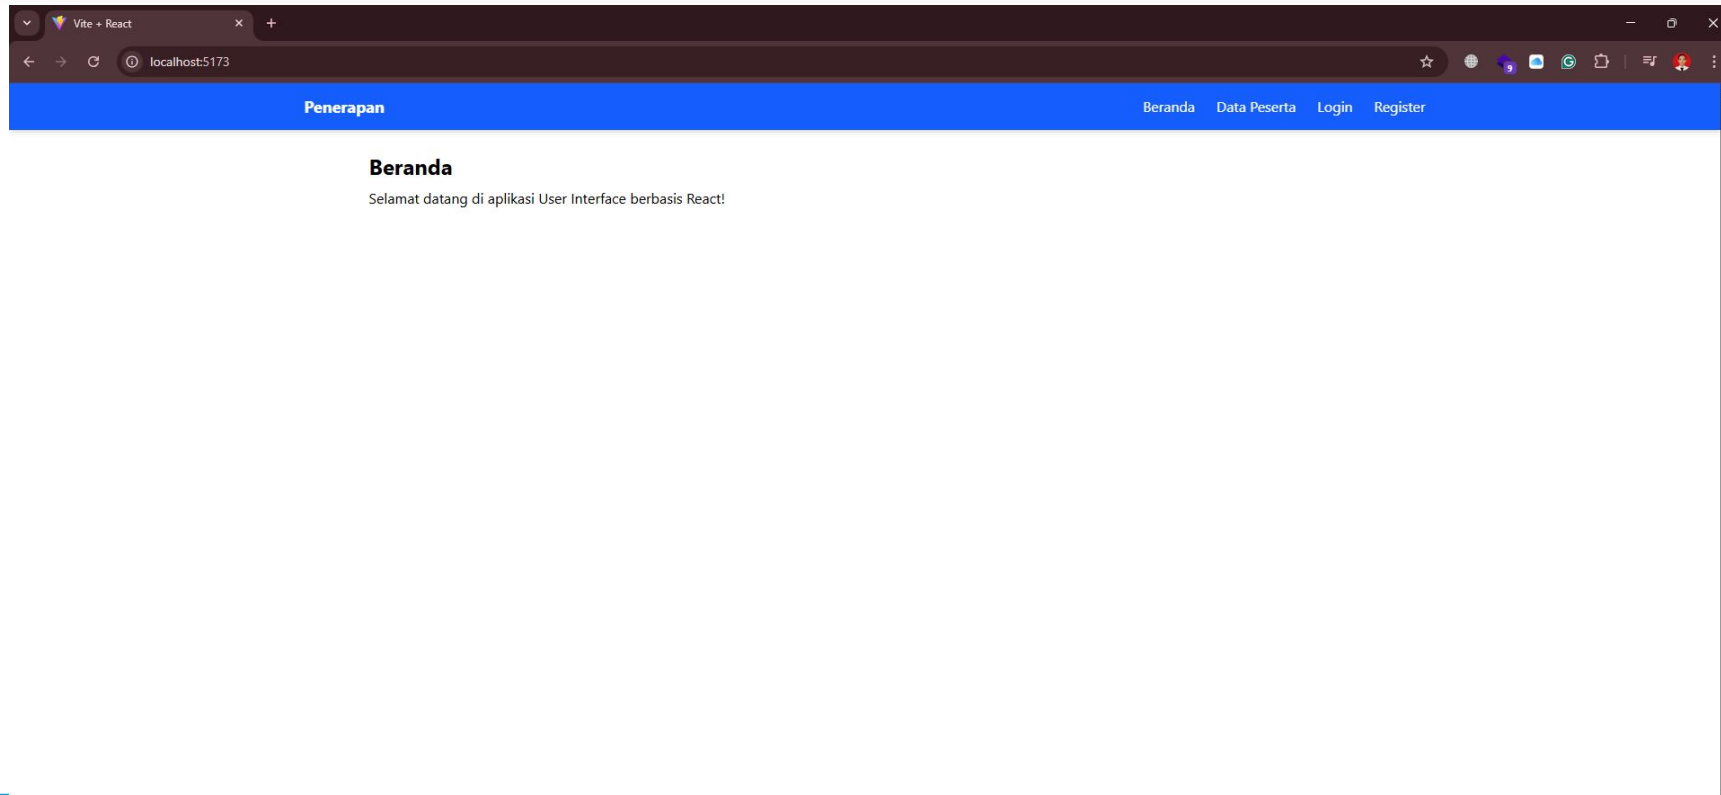 Vite + React
localhost:5173
9
Penerapan Beranda Data Peserta Login Register
Beranda
Selamat datang di aplikasi User Interface berbasis React!